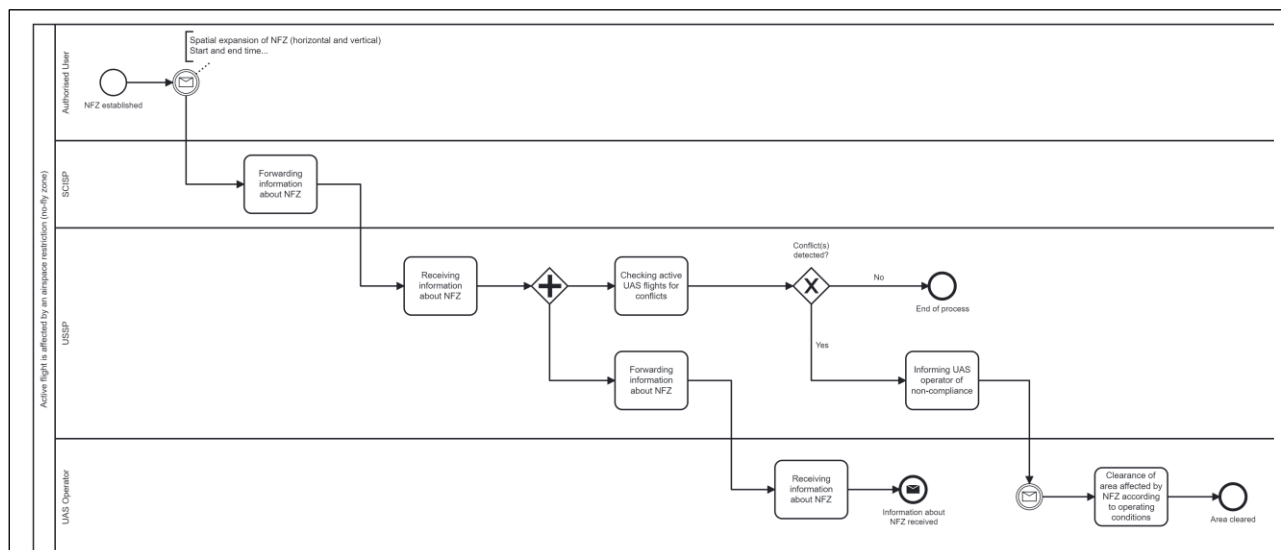 Active flight is affected by an airspace restriction (no-fly zone)
Authorised User
Spatial expansion of NFZ (horizontal and vertical)
Start and end time...
NFZ established
SCISP
Forwarding
information
about NFZ
USSP
Receiving
information
about NFZ
Checking active
UAS flights for
conflicts
Conflict(s)
detected?
No
End of process
Yes
Forwarding
information
about NFZ
Informing UAS
operator of
non-compliance
UAS Operator
Receiving
information
about NFZ
Information about
NFZ received
Clearance of
area affected by
NFZ according
to operating
conditions
Area cleared